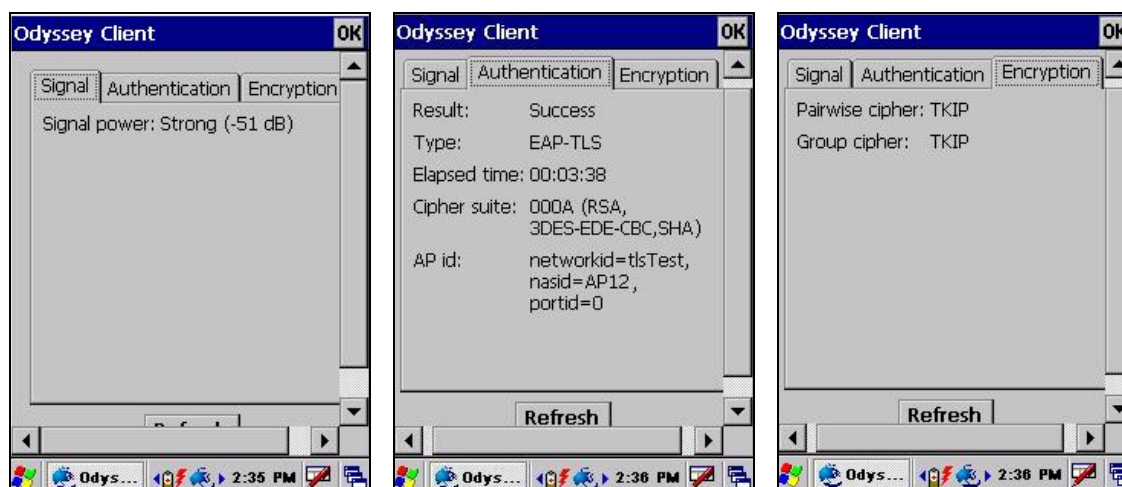 Odyssey Client OK
Signal Authentication Encryption
Signal power: Strong (-51 dB)
Odys... 2:35 PM
Odyssey Client OK
Signal Authentication Encryption
Result: Success
Type: EAP-TLS
Elapsed time: 00:03:38
Cipher suite: 000A (RSA,
3DES-EDE-CBC,SHA)
AP id: networkid=tlsTest,
nasid=AP12,
portid=0
Refresh
Odys... 2:36 PM
Odyssey Client OK
Signal Authentication Encryption
Pairwise cipher: TKIP
Group cipher: TKIP
Refresh
Odys... 2:36 PM